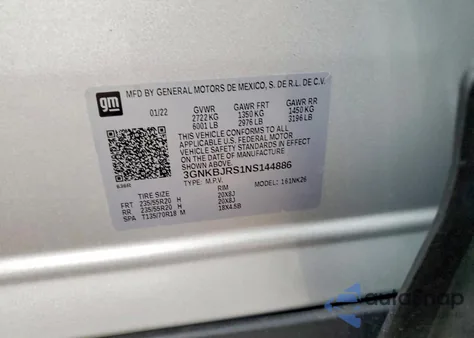 gm
MFD BY GENERAL MOTORS DE MEXICO, S. DE R.L. DE C.V.
01/22 GVWR GAWR FRT GAWR RR
2722 KG 1350 KG 1450 KG
6001 LB 2976 LB 3196 LB
THIS VEHICLE CONFORMS TO ALL
APPLICABLE U.S. FEDERAL MOTOR
VEHICLE SAFETY STANDARDS IN EFFECT
ON THE DATE OF MANUFACTURE
SHOWN ABOVE.
3GNKBJRS1NS144886
TYPE: M.P.V. MODEL: 161NK26
TIRE SIZE RIM
FRT 235/55R20 H 20X8J
RR 235/55R20 H 20X8J
SPA T135/70R18 M 18X4.5B
autosnap